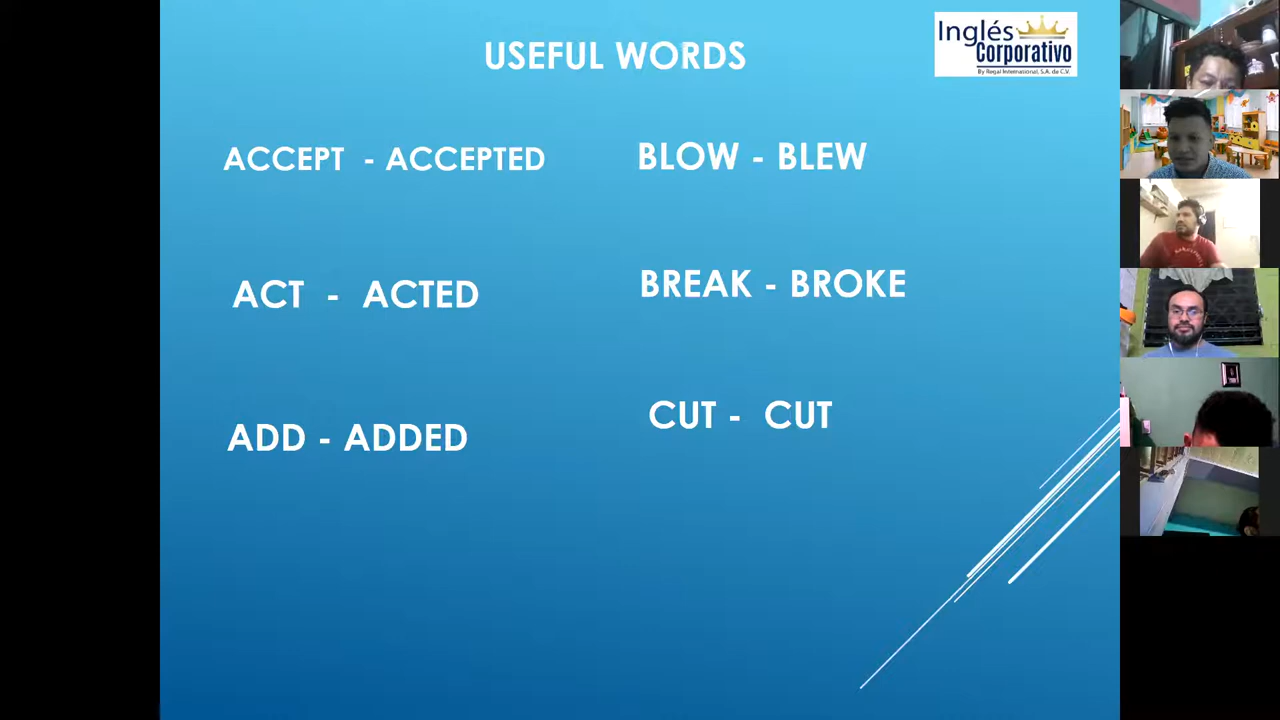 USEFUL WORDS
Inglés
Corporativo
By Regal International, S.A. de C.V.
ACCEPT - ACCEPTED
ACT - ACTED
ADD - ADDED
BLOW - BLEW
BREAK - BROKE
CUT - CUT